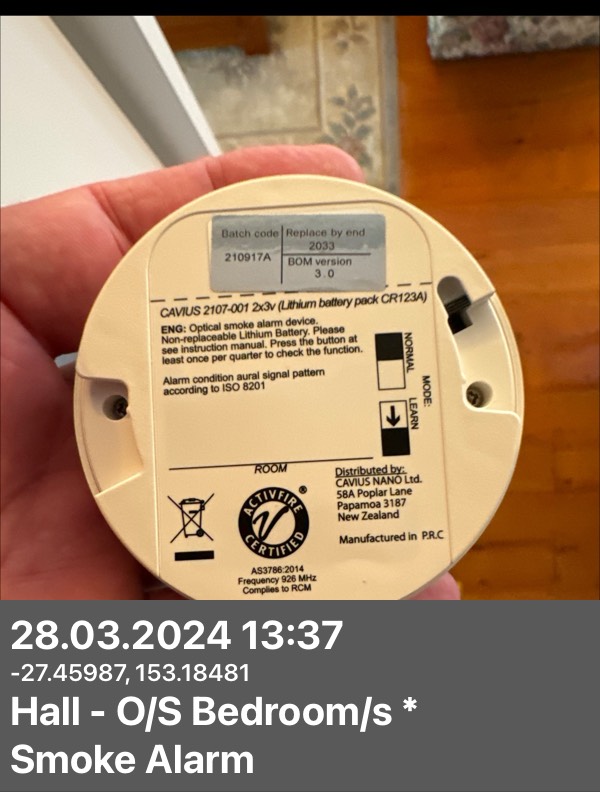 Batch code
210917A
Replace by end
2033
BOM version
3.0
CAVIUS 2107-001 2x3v (Lithium battery pack CR123A)
ENG: Optical smoke alarm device.
Non-replaceable Lithium Battery. Please
see instruction manual. Press the button at
least once per quarter to check the function.
Alarm condition aural signal pattern
according to ISO 8201
MODE:
NORMAL
LEARN
ROOM
ACTIVFIRE®
CERTIFIED
AS3786:2014
Frequency 926 MHz
Complies to RCM
Distributed by:
CAVIUS NANO Ltd.
58A Poplar Lane
Papamoa 3187
New Zealand
Manufactured in P.R.C
28.03.2024 13:37
-27.45987,153.18481
Hall - O/S Bedroom/s *
Smoke Alarm